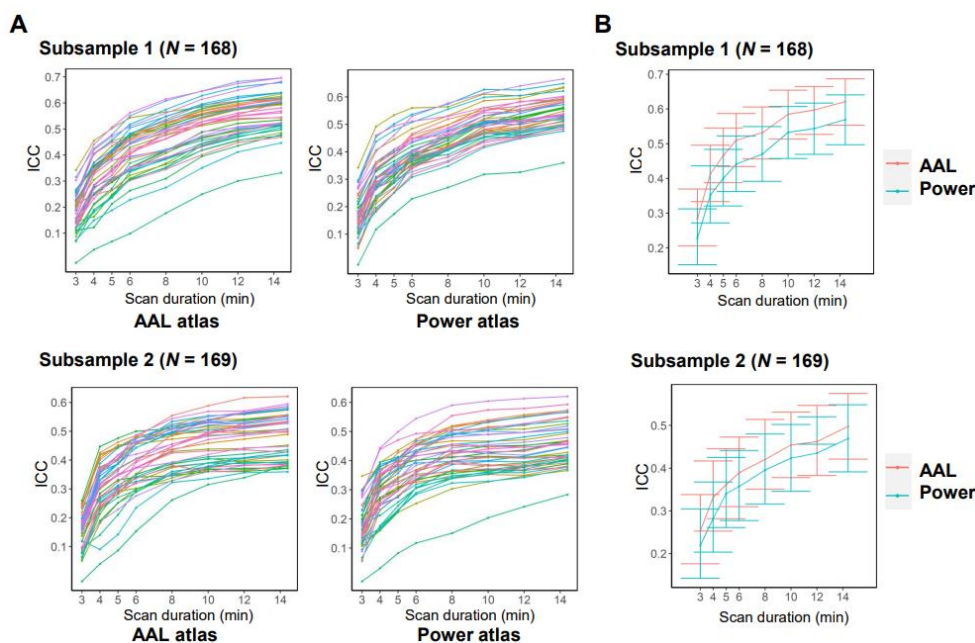 A
B
Subsample 1 (N = 168)
Subsample 1 (N = 168)
ICC
0.7
0.6
0.5
0.4
0.3
0.2
0.1
3 4 5 6 8 10 12 14
Scan duration (min)
AAL atlas
ICC
0.7
0.6
0.5
0.4
0.3
0.2
0.1
3 4 5 6 8 10 12 14
Scan duration (min)
Power atlas
ICC
0.7
0.6
0.5
0.4
0.3
0.2
3 4 5 6 8 10 12 14
Scan duration (min)
AAL
Power
Subsample 2 (N = 169)
Subsample 2 (N = 169)
ICC
0.6
0.5
0.4
0.3
0.2
0.1
3 4 5 6 8 10 12 14
Scan duration (min)
AAL atlas
ICC
0.6
0.5
0.4
0.3
0.2
0.1
3 4 5 6 8 10 12 14
Scan duration (min)
Power atlas
ICC
0.5
0.4
0.3
0.2
3 4 5 6 8 10 12 14
Scan duration (min)
AAL
Power